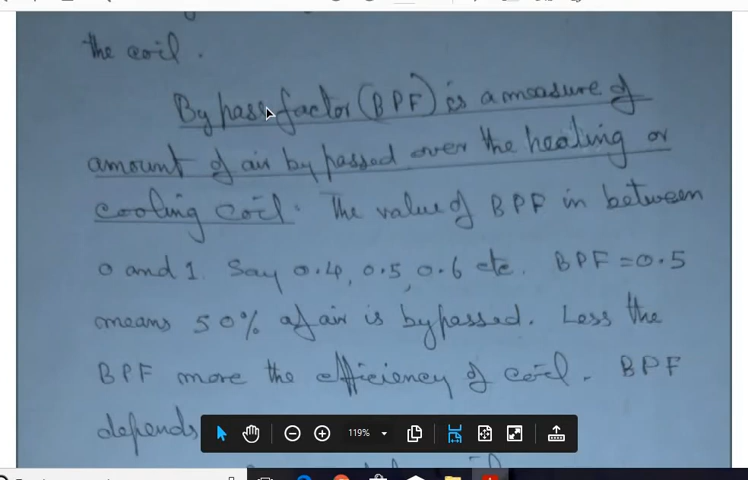 the coil.
By pass factor (BPF) is a measure of
amount of air by passed over the heating or
cooling coil. The value of BPF in between
0 and 1. Say 0.4, 0.5, 0.6 etc. BPF = 0.5
means 50% of air is bypassed. Less the
BPF more the efficiency of coil. BPF
depends
119%